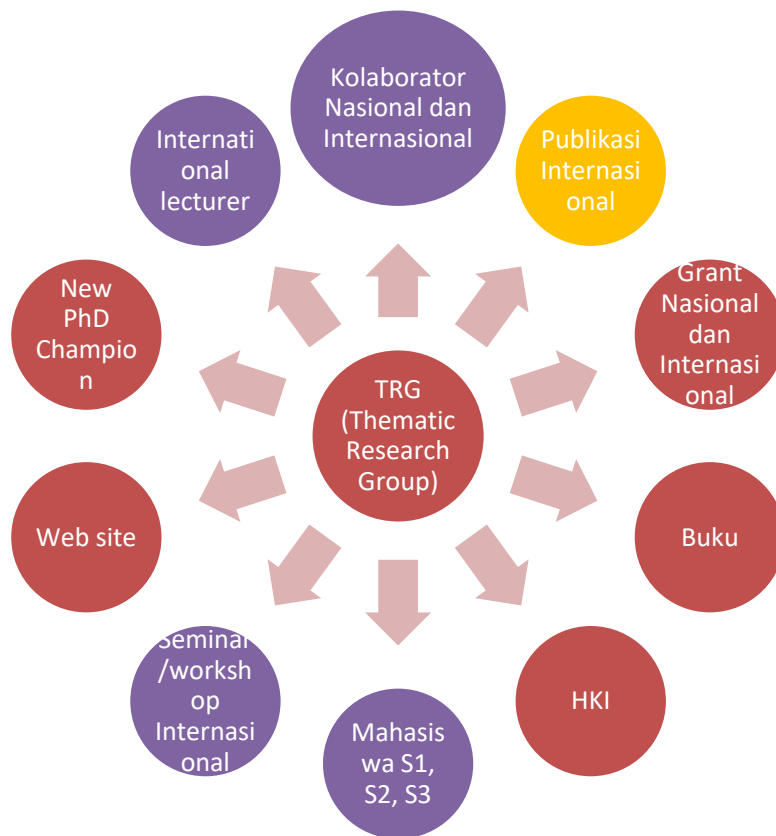 Kolaborator
Nasional dan
Internasional
Publikasi
Internasi
onal
Grant
Nasional
dan
Internasi
onal
Buku
HKI
Mahasis
wa S1,
S2, S3
Seminar
/worksh
op
Internasi
onal
Web site
New
PhD
Champio
n
Internati
onal
lecturer
TRG
(Thematic
Research
Group)